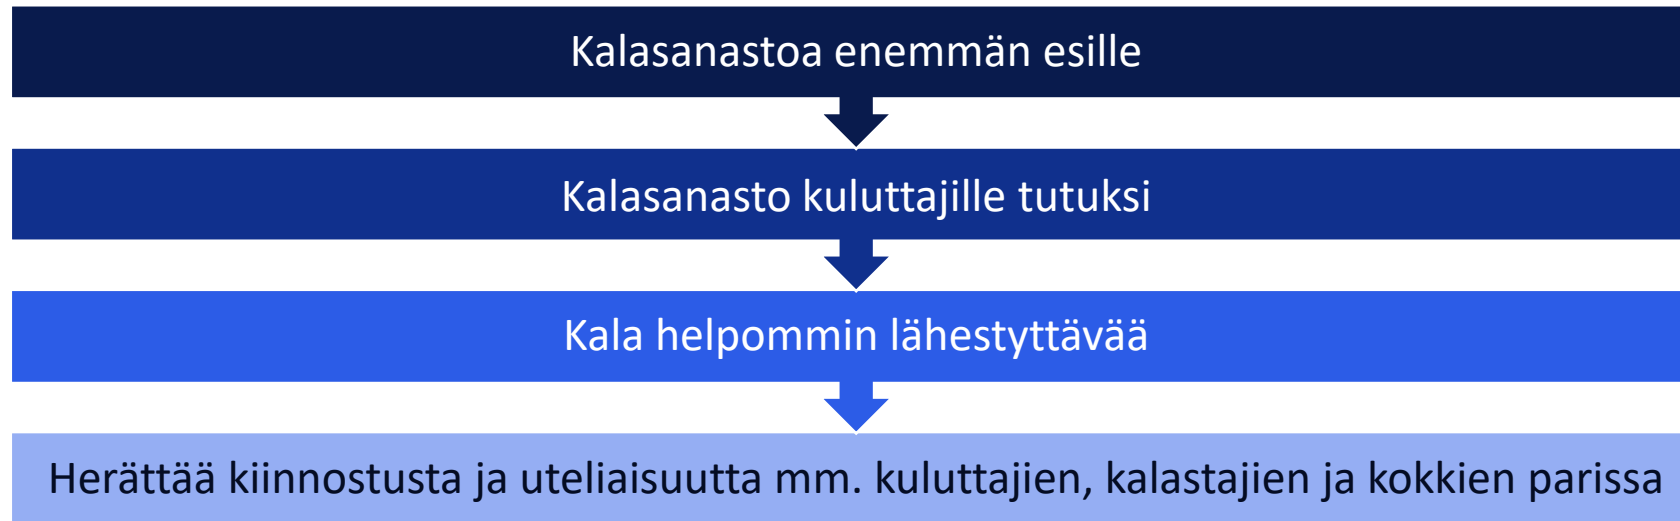 Kalasanastoa enemmän esille
Kalasanasto kuluttajille tutuksi
Kala helpommin lähestyttävää
Herättää kiinnostusta ja uteliaisuutta mm. kuluttajien, kalastajien ja kokkien parissa